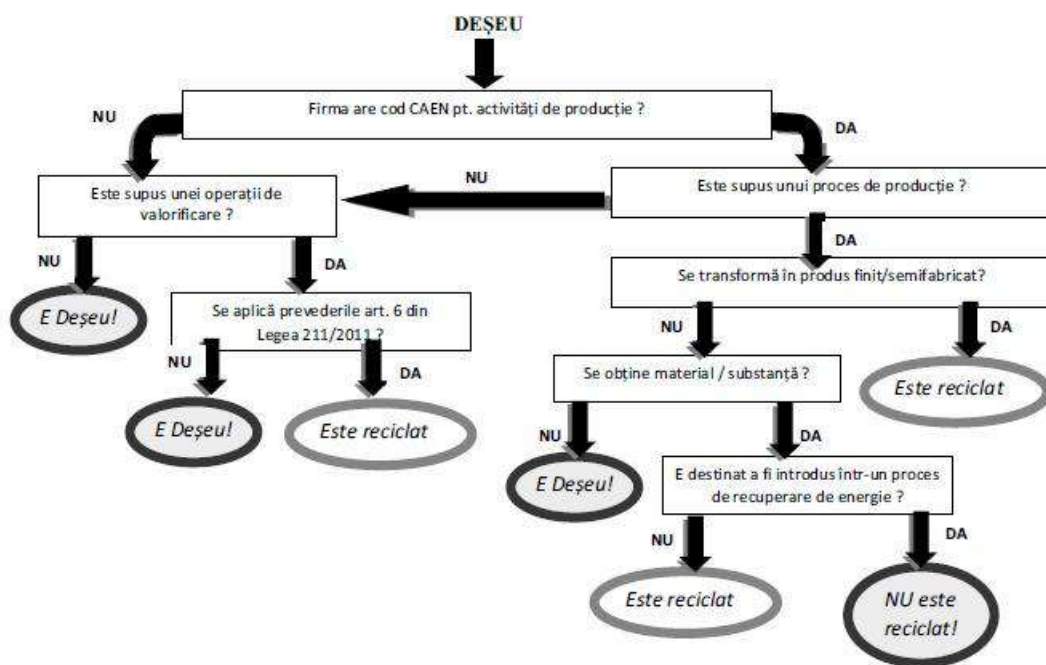 DEȘEU
Firma are cod CAEN pt. activități de producție ?
NU
DA
Este supus unei operații de
valorificare ?
NU
Este supus unui proces de producție ?
NU
DA
DA
Se transformă în produs finit/semifabricat?
E Deșeu!
Se aplică prevederile art. 6 din
Legea 211/2011 ?
NU
DA
NU
DA
Se obține material / substanță ?
Este reciclat
E Deșeu!
Este reciclat
NU
DA
E Deșeu!
E destinat a fi introdus într-un proces
de recuperare de energie ?
NU
DA
Este reciclat
NU este
reciclat!